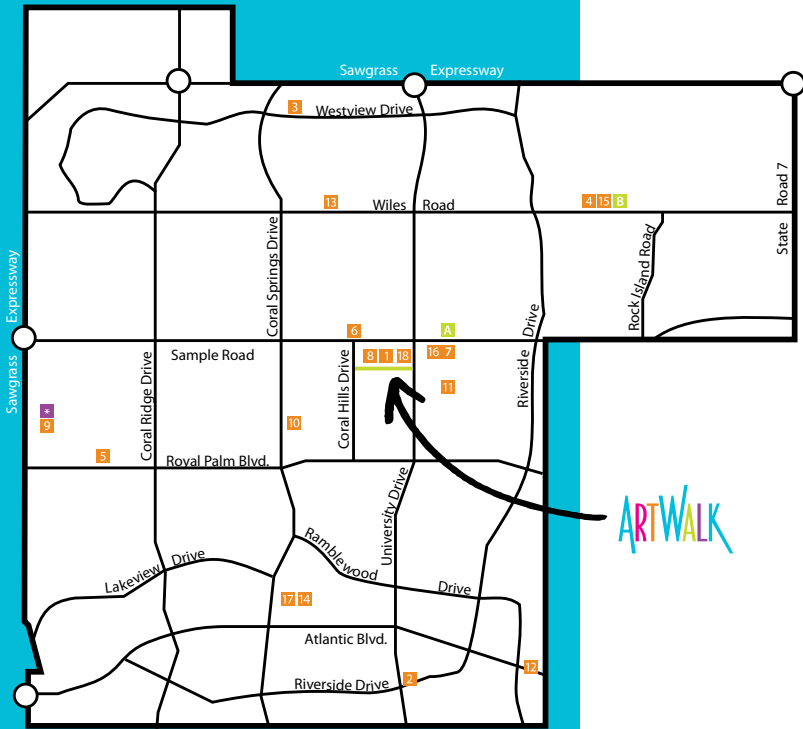 Sawgrass Expressway
3
Westview Drive
13
Wiles Road
4 15 B
State Road 7
Rock Island Road
Coral Springs Drive
Sawgrass Expressway
6
A
Sample Road
8 1 18
16 7
Riverside Drive
Coral Ridge Drive
Coral Hills Drive
11
*
9
10
5
Royal Palm Blvd.
University Drive
ARTWALK
Ramblewood Drive
Lakeview Drive
17 14
Atlantic Blvd.
12
Riverside Drive
2